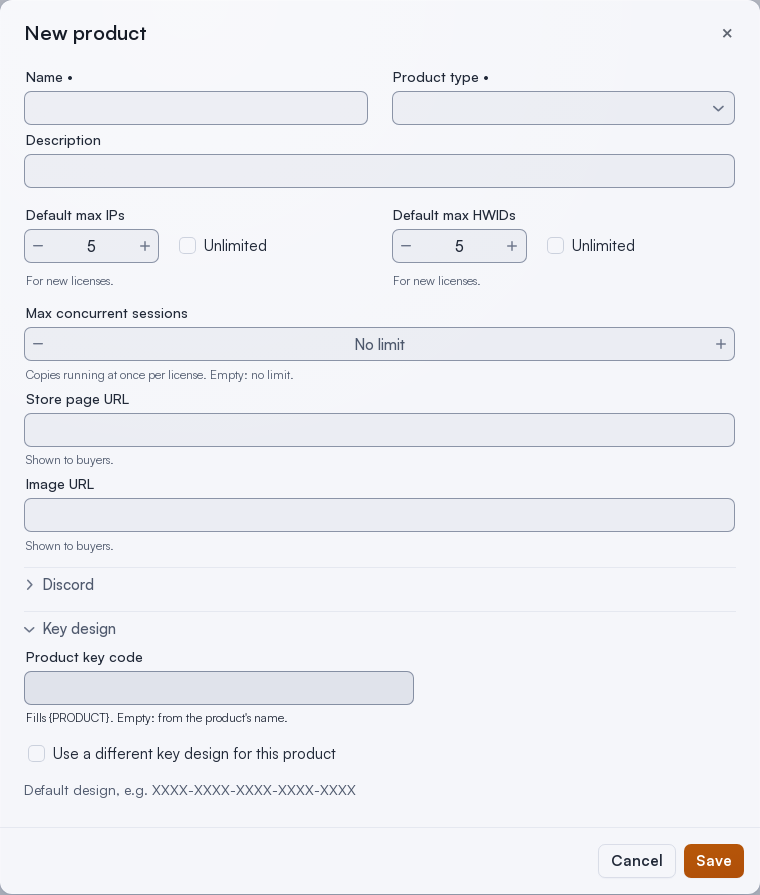 New product
×
Name •
Product type •
Description
Default max IPs
Default max HWIDs
− 5 + Unlimited
− 5 + Unlimited
For new licenses.
For new licenses.
Max concurrent sessions
− No limit +
Copies running at once per license. Empty: no limit.
Store page URL
Shown to buyers.
Image URL
Shown to buyers.
Discord
Key design
Product key code
Fills {PRODUCT}. Empty: from the product's name.
Use a different key design for this product
Default design, e.g. XXXX-XXXX-XXXX-XXXX-XXXX
Cancel
Save